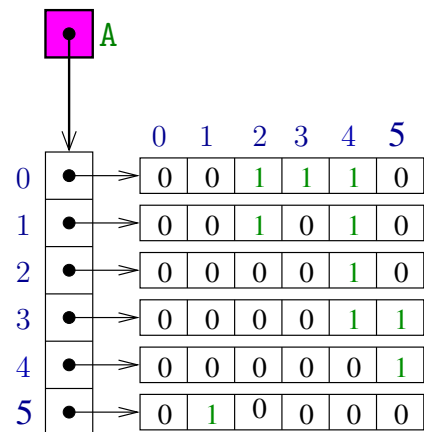 A
0 1 2 3 4 5
0 0 0 1 1 1 0
1 0 0 1 0 1 0
2 0 0 0 0 1 0
3 0 0 0 0 1 1
4 0 0 0 0 0 1
5 0 1 0 0 0 0